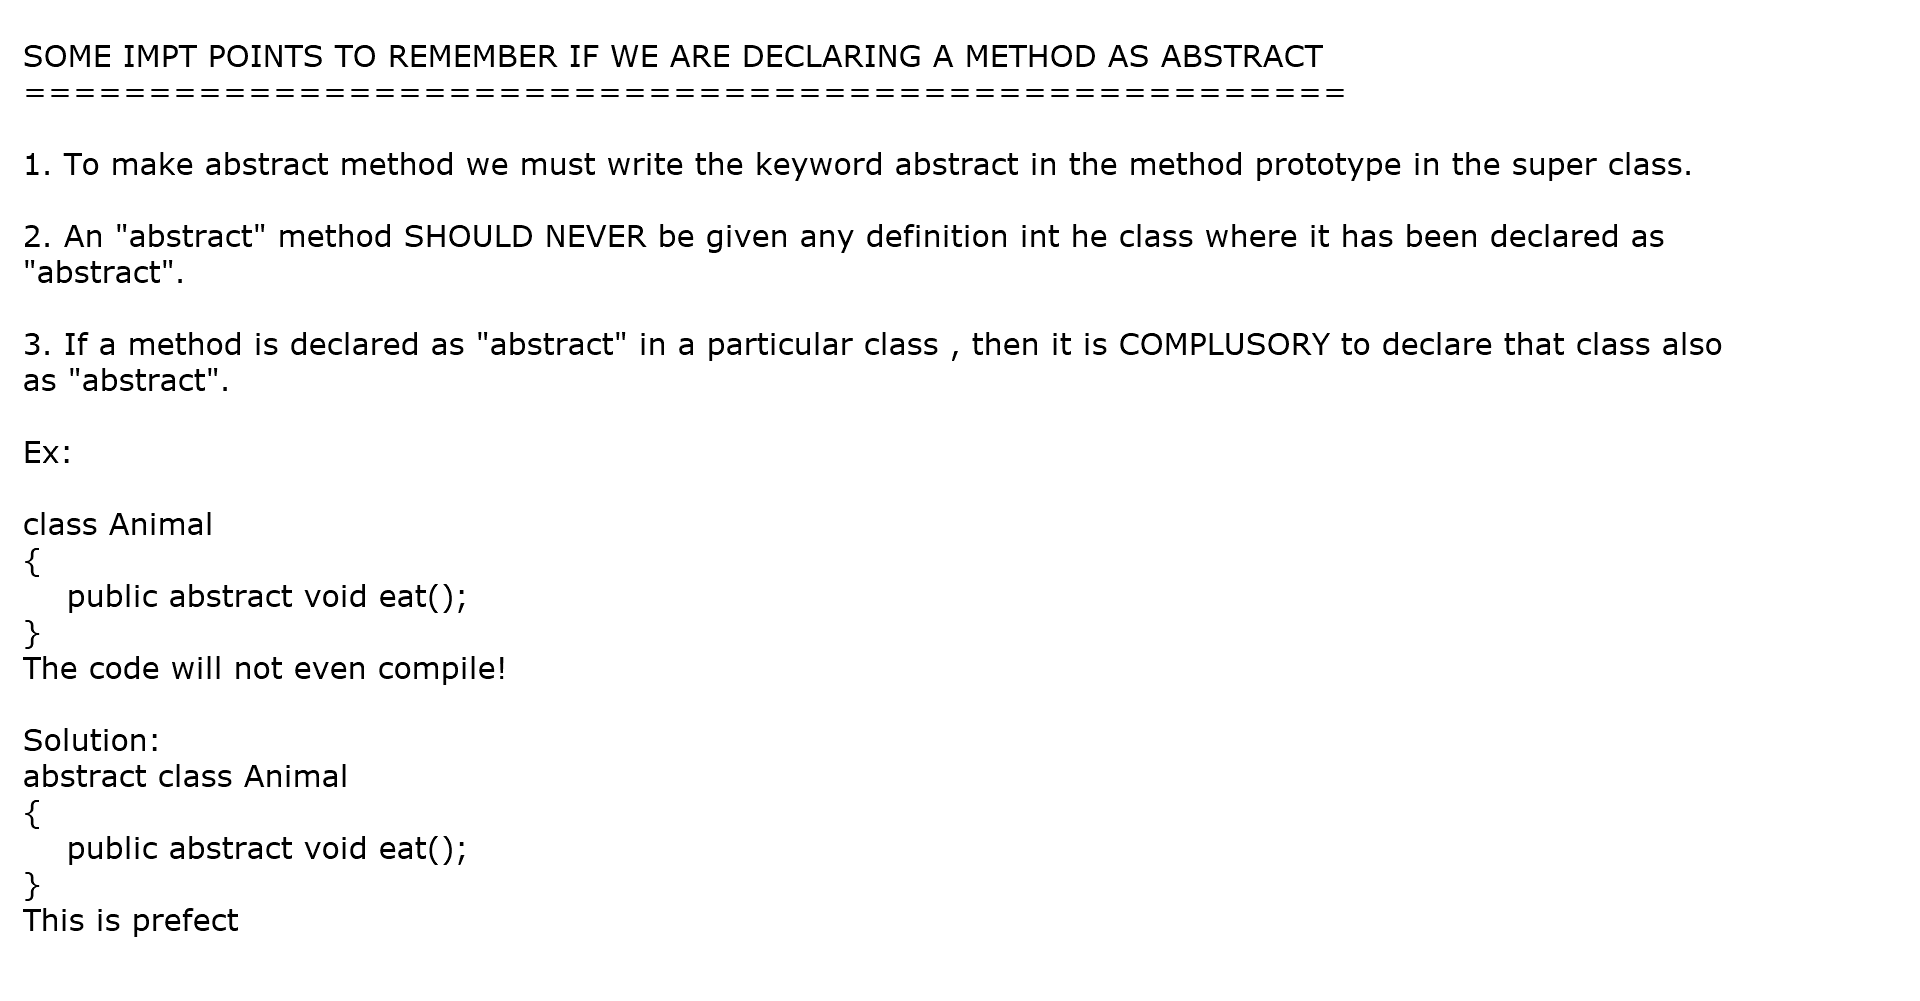 SOME IMPT POINTS TO REMEMBER IF WE ARE DECLARING A METHOD AS ABSTRACT
=====================================================
1. To make abstract method we must write the keyword abstract in the method prototype in the super class.
2. An "abstract" method SHOULD NEVER be given any definition int he class where it has been declared as
"abstract".
3. If a method is declared as "abstract" in a particular class , then it is COMPLUSORY to declare that class also
as "abstract".
Ex:
class Animal
{
    public abstract void eat();
}
The code will not even compile!
Solution:
abstract class Animal
{
    public abstract void eat();
}
This is prefect